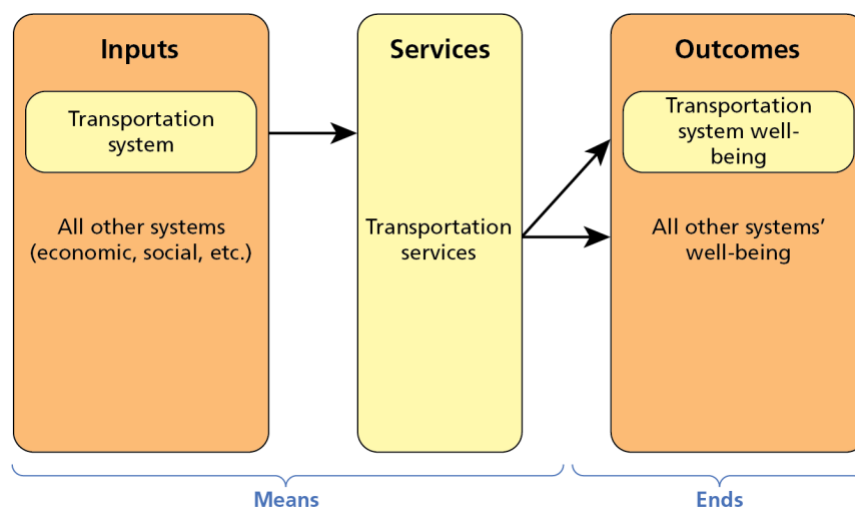 Inputs
Transportation
system
All other systems
(economic, social, etc.)
Services
Transportation
services
Outcomes
Transportation
system well-
being
All other systems’
well-being
Means
Ends